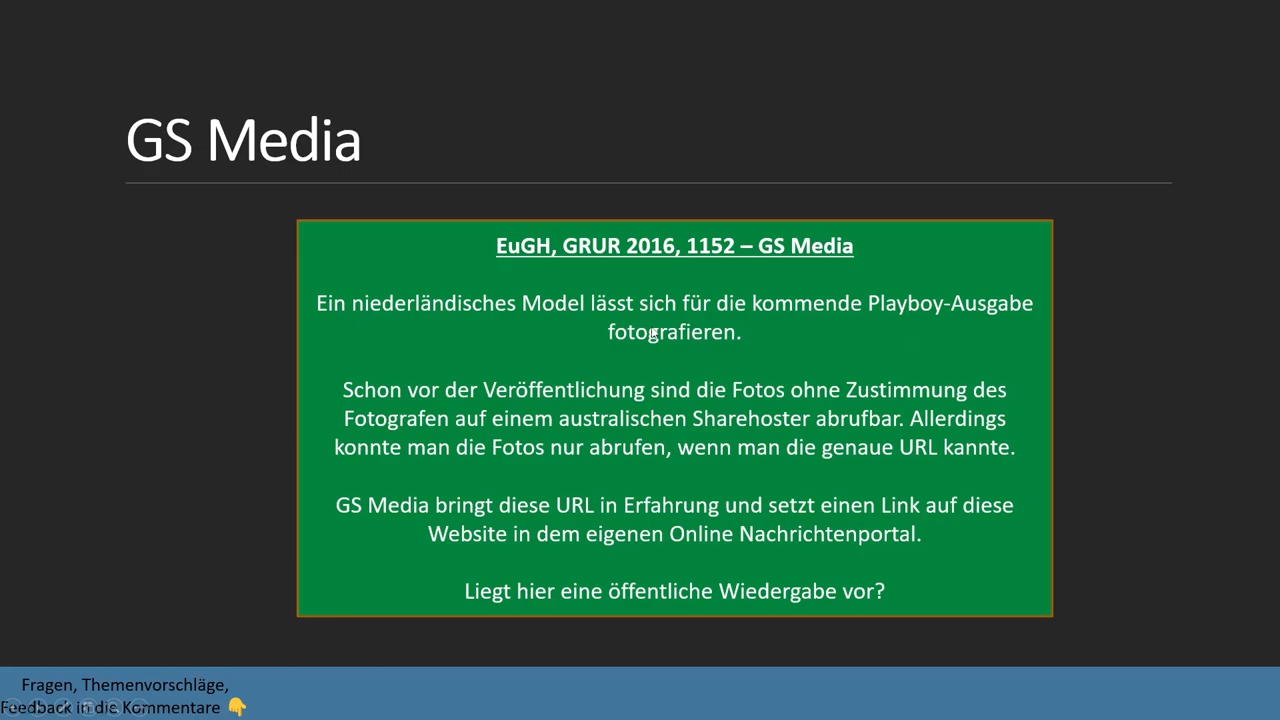 GS Media
EuGH, GRUR 2016, 1152 – GS Media
Ein niederländisches Model lässt sich für die kommende Playboy-Ausgabe
fotografieren.
Schon vor der Veröffentlichung sind die Fotos ohne Zustimmung des
Fotografen auf einem australischen Sharehoster abrufbar. Allerdings
konnte man die Fotos nur abrufen, wenn man die genaue URL kannte.
GS Media bringt diese URL in Erfahrung und setzt einen Link auf diese
Website in dem eigenen Online Nachrichtenportal.
Liegt hier eine öffentliche Wiedergabe vor?
Fragen, Themenvorschläge,
Feedback in die Kommentare 👇